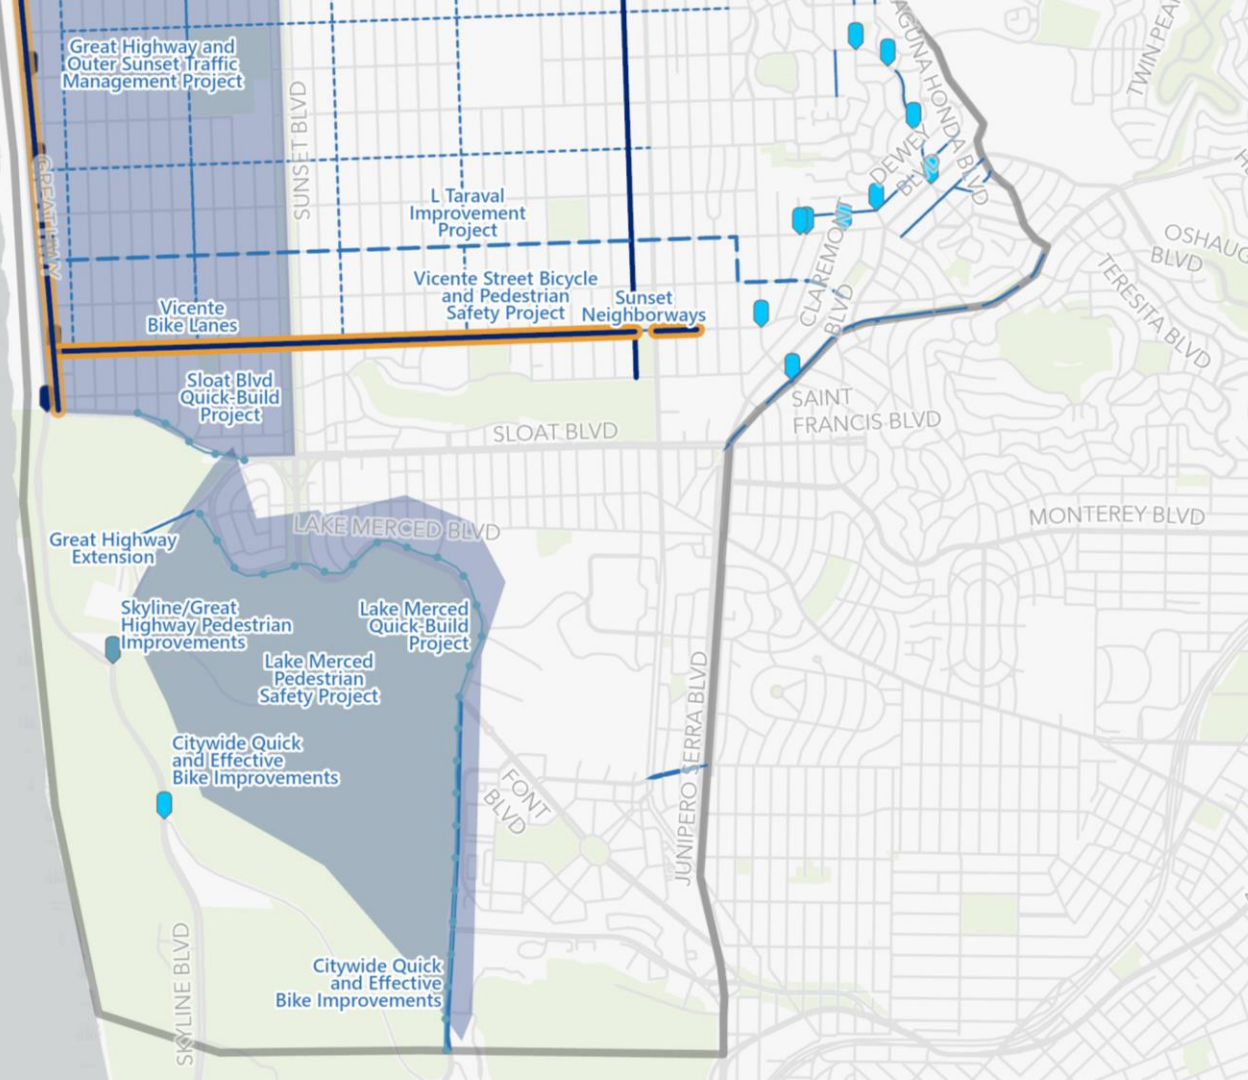 Great Highway and
Outer Sunset Traffic
Management Project
SUNSET BLVD
LAGUNA HONDA BLVD
TWIN PEA
DEWEY
BLVD
L Taraval
Improvement
Project
CLAREMONT
BLVD
OSHAUG
BLVD
TERESITA BLVD
Vicente
Bike Lanes
Vicente Street Bicycle
and Pedestrian
Safety Project
Sunset
Neighborways
Sloat Blvd
Quick-Build
Project
SLOAT BLVD
SAINT
FRANCIS BLVD
LAKE MERCED BLVD
MONTEREY BLVD
Great Highway
Extension
Skyline/Great
Highway Pedestrian
Improvements
Lake Merced
Quick-Build
Project
Lake Merced
Pedestrian
Safety Project
JUNIPERO SERRA BLVD
Citywide Quick
and Effective
Bike Improvements
FONT
BLVD
SKYLINE BLVD
Citywide Quick
and Effective
Bike Improvements